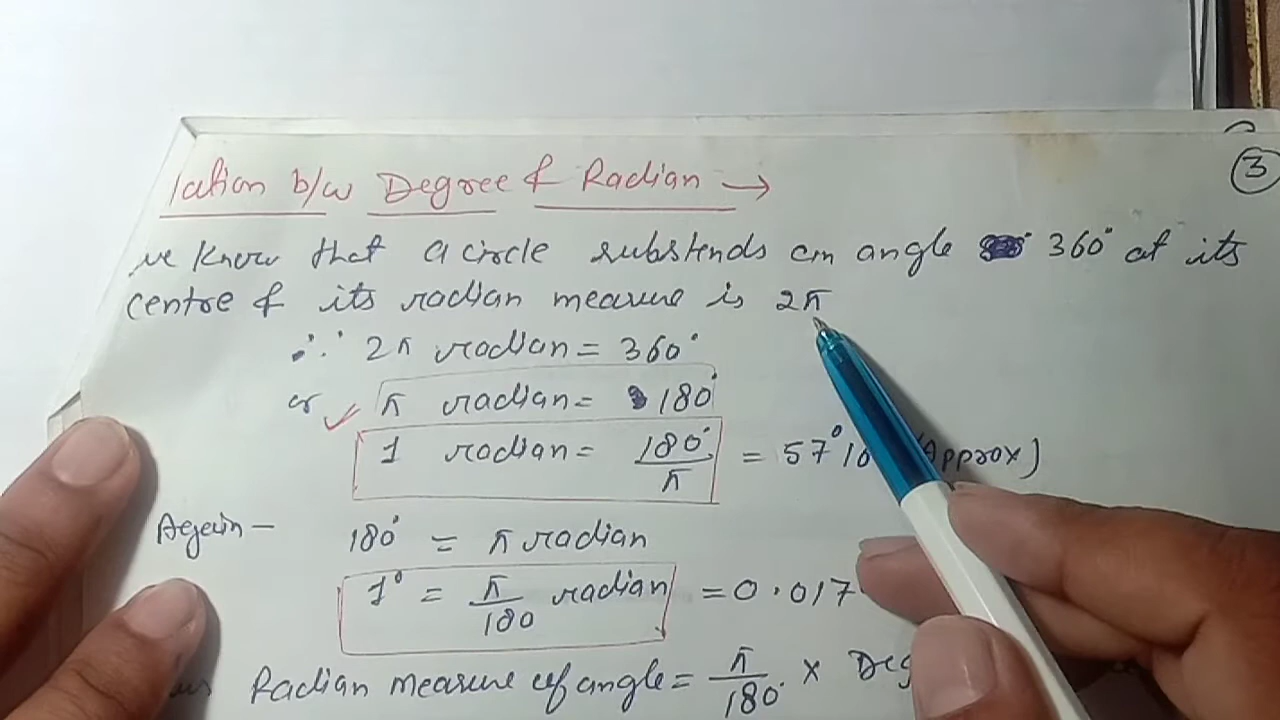 lation b/w Degree & Radian →
③
we know that a circle substends an angle 360° at its
centre & its radian measure is 2π
∴ 2π radian = 360°
or π radian = 180°
1 radian = 180°/π = 57°16 (Approx)
Again - 180° = π radian
1° = π/180 radian = 0.017
Radian measure of angle = π/180 × Deg